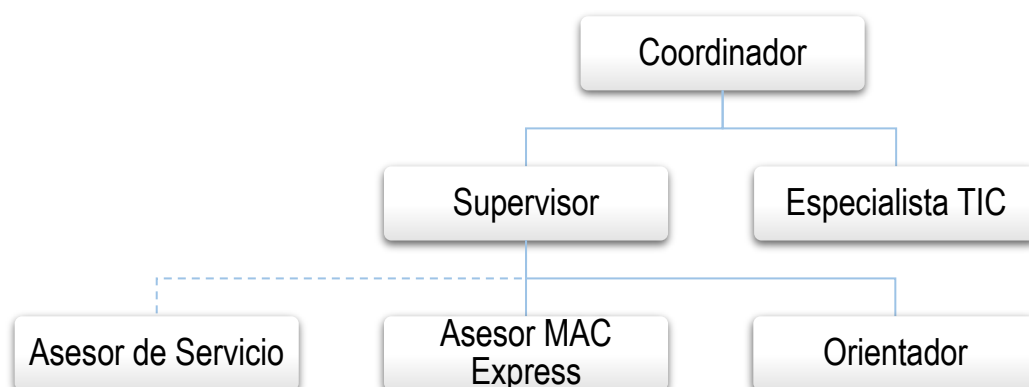 Coordinador
Supervisor
Especialista TIC
Asesor de Servicio
Asesor MAC
Express
Orientador